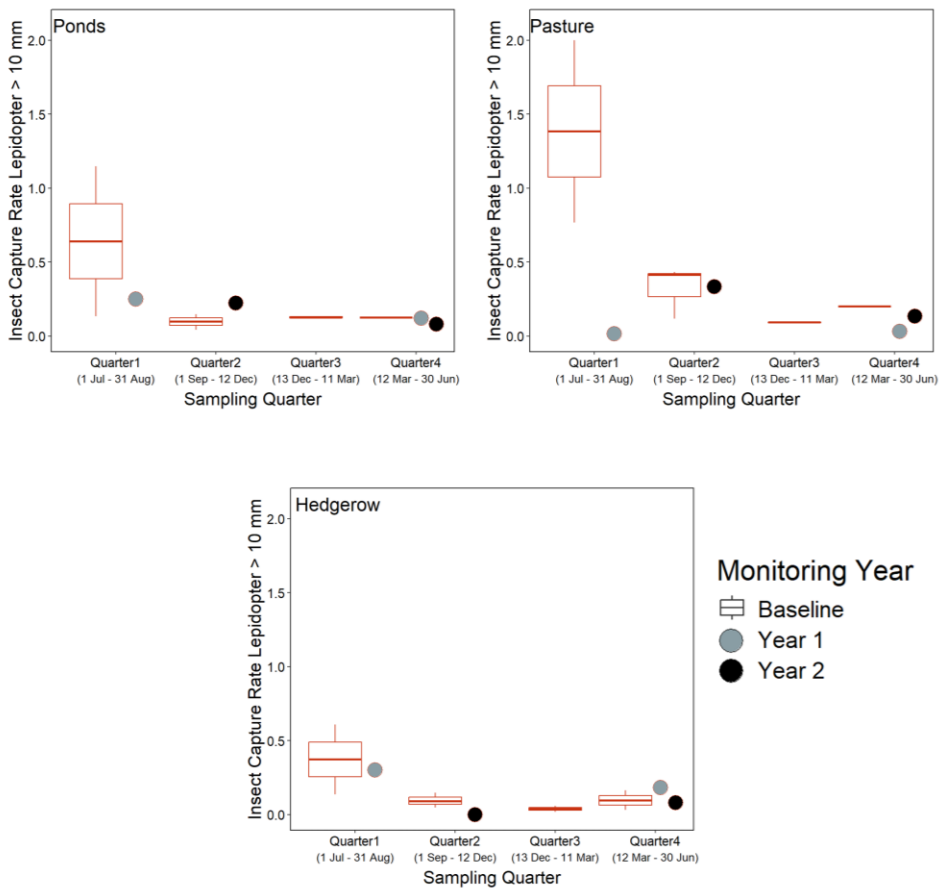 Ponds
Insect Capture Rate Lepidopter > 10 mm
2.0
1.5
1.0
0.5
0.0
Quarter1 Quarter2 Quarter3 Quarter4
(1 Jul - 31 Aug) (1 Sep - 12 Dec) (13 Dec - 11 Mar) (12 Mar - 30 Jun)
Sampling Quarter
Pasture
Insect Capture Rate Lepidopter > 10 mm
2.0
1.5
1.0
0.5
0.0
Quarter1 Quarter2 Quarter3 Quarter4
(1 Jul - 31 Aug) (1 Sep - 12 Dec) (13 Dec - 11 Mar) (12 Mar - 30 Jun)
Sampling Quarter
Hedgerow
Insect Capture Rate Lepidopter > 10 mm
2.0
1.5
1.0
0.5
0.0
Quarter1 Quarter2 Quarter3 Quarter4
(1 Jul - 31 Aug) (1 Sep - 12 Dec) (13 Dec - 11 Mar) (12 Mar - 30 Jun)
Sampling Quarter
Monitoring Year
Baseline
Year 1
Year 2